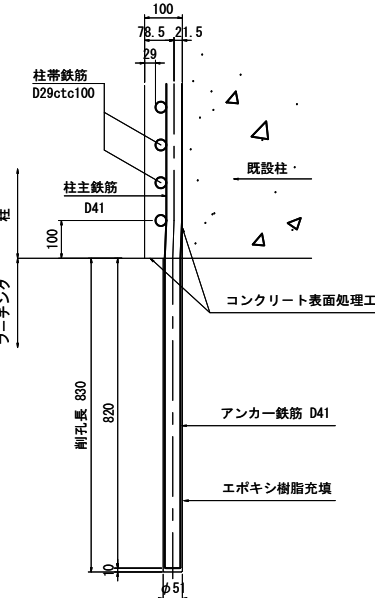 100
78.5 21.5
29
柱帯鉄筋
D29ctc100
既設柱
柱主鉄筋
D41
柱
100
フーチング
コンクリート表面処理工
削孔長 830
820
アンカー鉄筋 D41
エポキシ樹脂充填
10
φ51